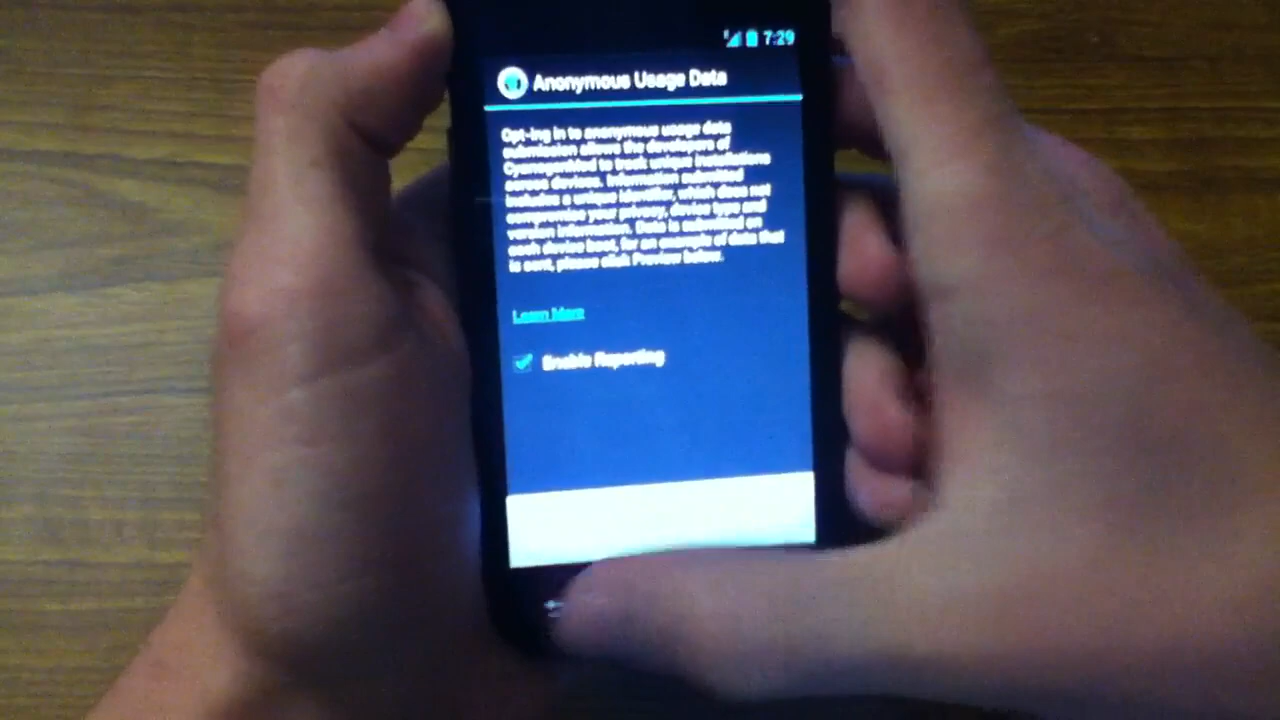 7:29
Anonymous Usage Data
Opt-ing in to anonymous usage data
submission allows the developers of
CyanogenMod to track unique installations
across devices. Information submitted
includes a unique identifier, which does not
compromise your privacy, device type and
version information. Data is submitted on
each device boot, for an example of data that
is sent, please click Preview below.
Learn More
Enable Reporting